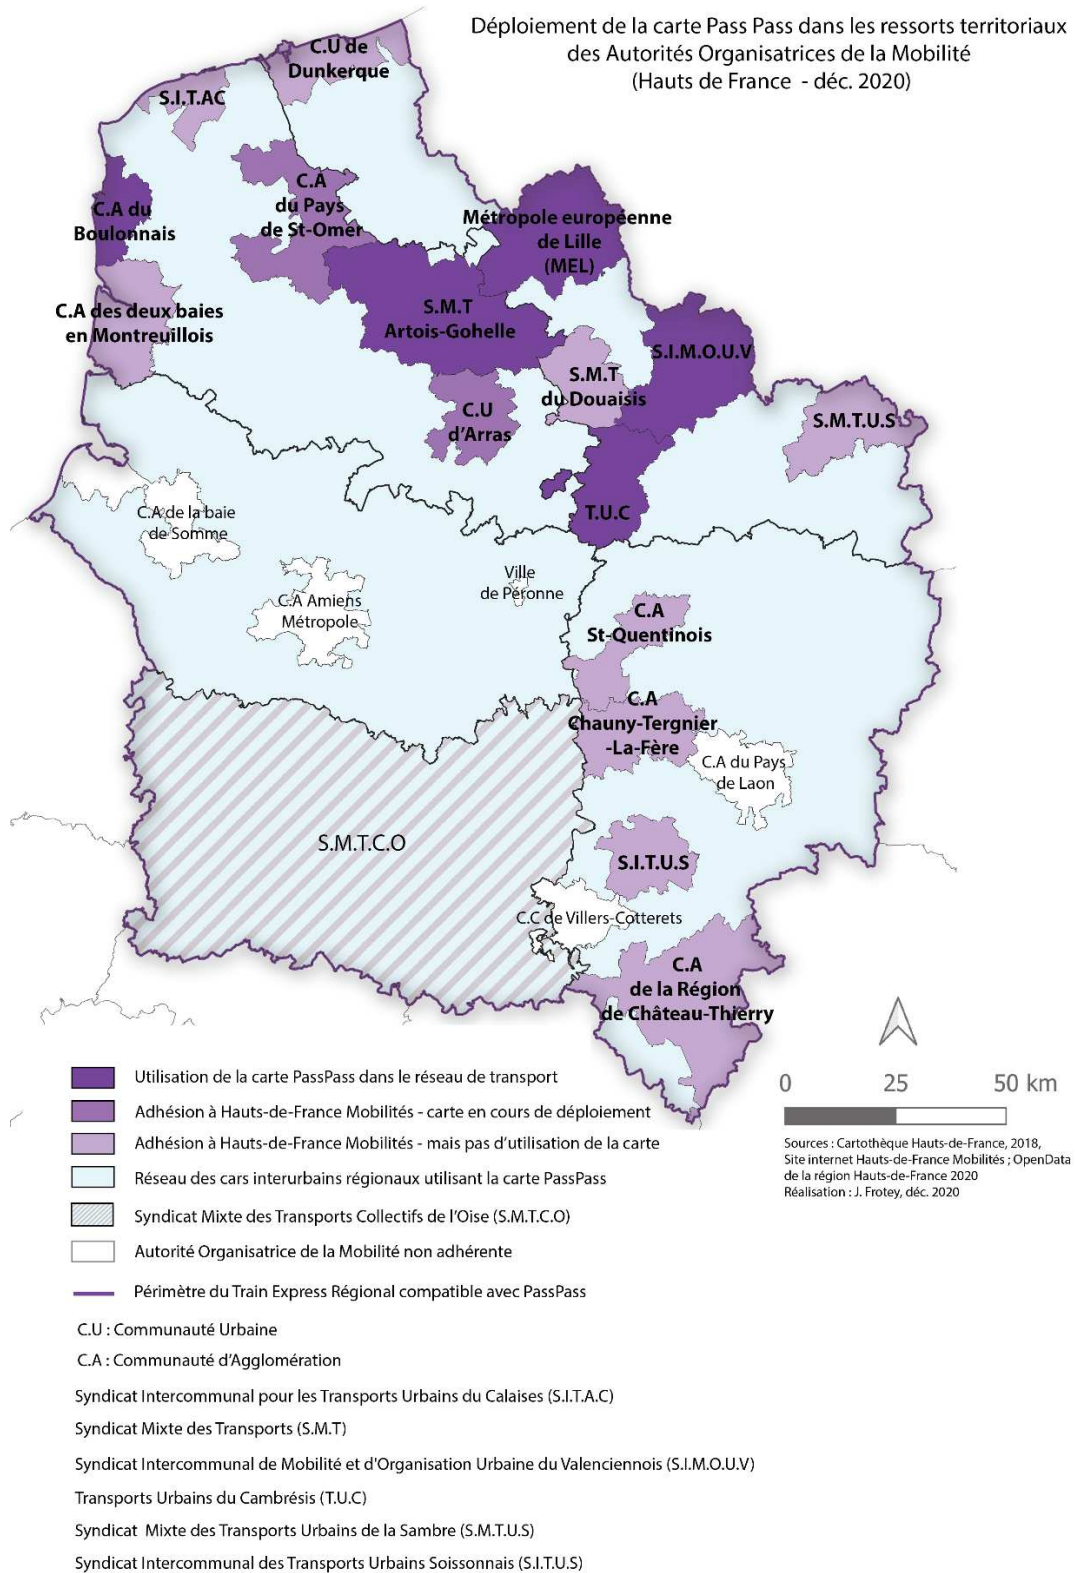 Déploiement de la carte Pass Pass dans les ressorts territoriaux
des Autorités Organisatrices de la Mobilité
(Hauts de France - déc. 2020)
C.U de
Dunkerque
S.I.T.AC
C.A
du Pays
de St-Omer
C.A du
Boulonnais
Métropole européenne
de Lille
(MEL)
C.A des deux baies
en Montreuillois
S.M.T
Artois-Gohelle
S.I.M.O.U.V
S.M.T
du Douaisis
C.U
d'Arras
S.M.T.U.S
T.U.C
C.A de la baie
de Somme
Ville
de Péronne
C.A Amiens
Métropole
C.A
St-Quentinois
C.A
Chauny-Tergnier
-La-Fère
C.A du Pays
de Laon
S.M.T.C.O
S.I.T.U.S
C.C de Villers-Cotterets
C.A
de la Région
de Château-Thierry
Utilisation de la carte PassPass dans le réseau de transport
Adhésion à Hauts-de-France Mobilités - carte en cours de déploiement
Adhésion à Hauts-de-France Mobilités - mais pas d'utilisation de la carte
Réseau des cars interurbains régionaux utilisant la carte PassPass
Syndicat Mixte des Transports Collectifs de l'Oise (S.M.T.C.O)
Autorité Organisatrice de la Mobilité non adhérente
Périmètre du Train Express Régional compatible avec PassPass
0 25 50 km
Sources : Cartothèque Hauts-de-France, 2018,
Site internet Hauts-de-France Mobilités ; OpenData
de la région Hauts-de-France 2020
Réalisation : J. Frotey, déc. 2020
C.U : Communauté Urbaine
C.A : Communauté d'Agglomération
Syndicat Intercommunal pour les Transports Urbains du Calaises (S.I.T.A.C)
Syndicat Mixte des Transports (S.M.T)
Syndicat Intercommunal de Mobilité et d'Organisation Urbaine du Valenciennois (S.I.M.O.U.V)
Transports Urbains du Cambrésis (T.U.C)
Syndicat Mixte des Transports Urbains de la Sambre (S.M.T.U.S)
Syndicat Intercommunal des Transports Urbains Soissonnais (S.I.T.U.S)